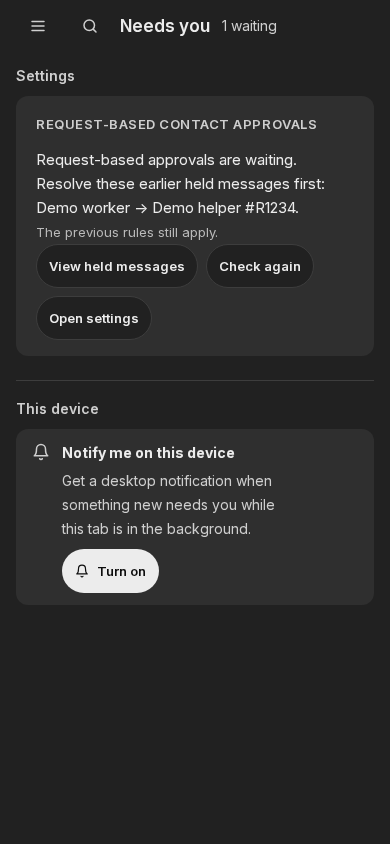 Needs you 1 waiting
Settings
REQUEST-BASED CONTACT APPROVALS
Request-based approvals are waiting.
Resolve these earlier held messages first:
Demo worker → Demo helper #R1234.
The previous rules still apply.
View held messages Check again
Open settings
This device
Notify me on this device
Get a desktop notification when
something new needs you while
this tab is in the background.
Turn on